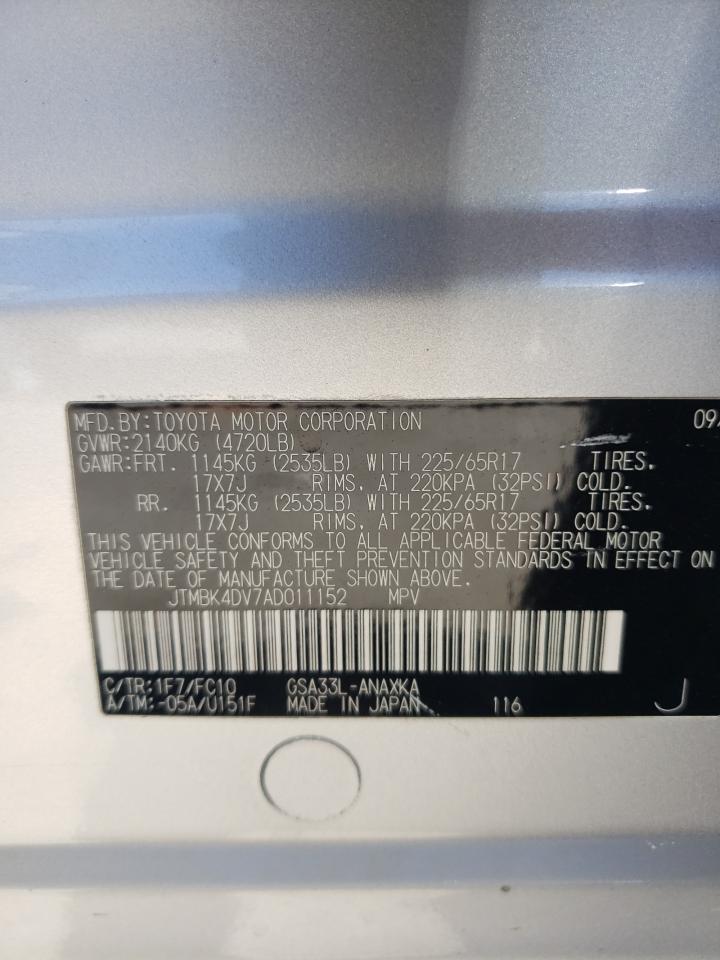 MFD.BY:TOYOTA MOTOR CORPORATION 09/
GVWR:2140KG (4720LB)
GAWR:FRT. 1145KG (2535LB) WITH 225/65R17 TIRES.
17X7J RIMS, AT 220KPA (32PSI) COLD.
RR. 1145KG (2535LB) WITH 225/65R17 TIRES.
17X7J RIMS, AT 220KPA (32PSI) COLD.
THIS VEHICLE CONFORMS TO ALL APPLICABLE FEDERAL MOTOR
VEHICLE SAFETY AND THEFT PREVENTION STANDARDS IN EFFECT ON
THE DATE OF MANUFACTURE SHOWN ABOVE.
JTMBK4DV7AD011152 MPV
C/TR:1F7/FC10 GSA33L-ANAXKA
A/TM:-05A/U151F MADE IN JAPAN 116 J